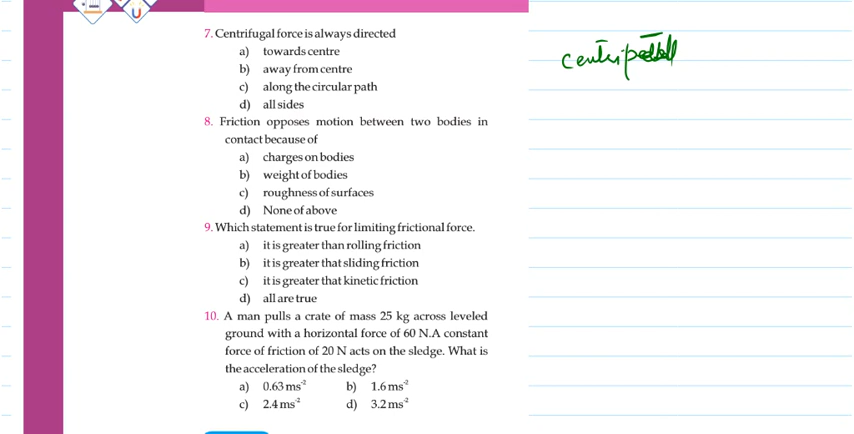 7. Centrifugal force is always directed
a) towards centre
b) away from centre
c) along the circular path
d) all sides
8. Friction opposes motion between two bodies in
contact because of
a) charges on bodies
b) weight of bodies
c) roughness of surfaces
d) None of above
9. Which statement is true for limiting frictional force.
a) it is greater than rolling friction
b) it is greater that sliding friction
c) it is greater that kinetic friction
d) all are true
10. A man pulls a crate of mass 25 kg across leveled
ground with a horizontal force of 60 N.A constant
force of friction of 20 N acts on the sledge. What is
the acceleration of the sledge?
a) 0.63 ms⁻² b) 1.6 ms⁻²
c) 2.4 ms⁻² d) 3.2 ms⁻²